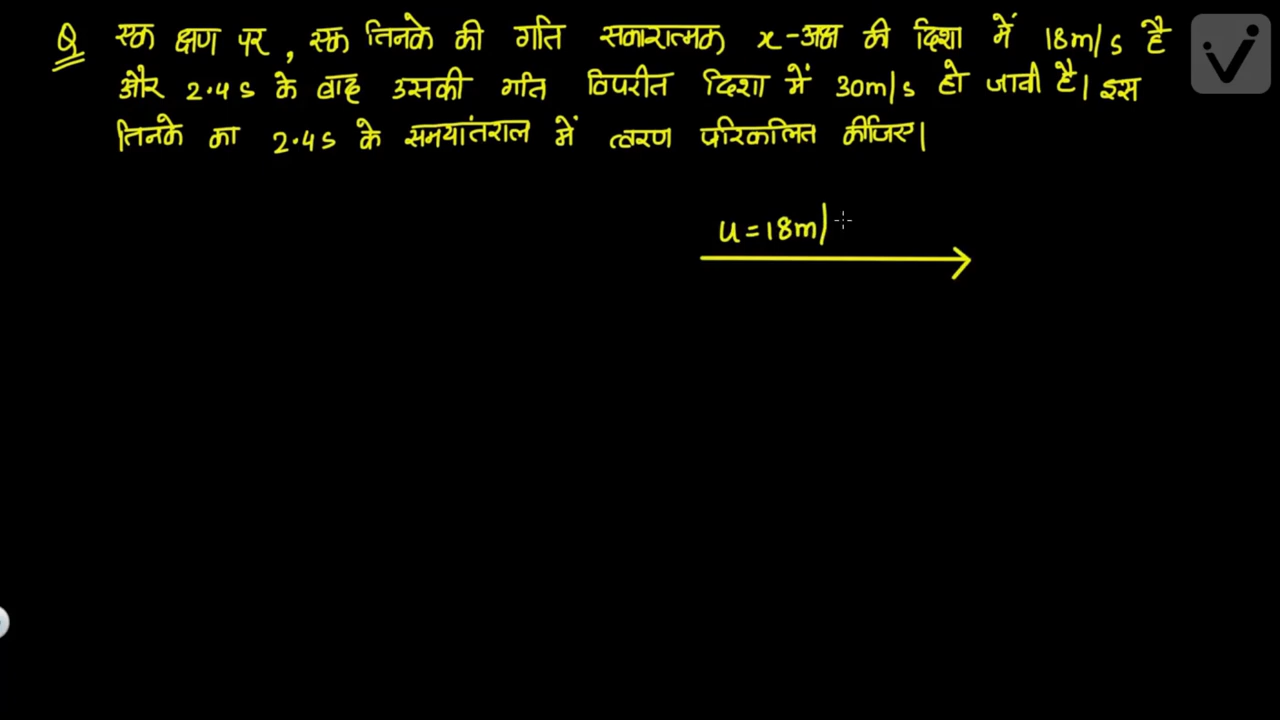 Q एक क्षण पर, एक तिनके की गति सकारात्मक x-अक्ष की दिशा में 18m/s है
और 2.4s के बाद उसकी गति विपरीत दिशा में 30m/s हो जाती है। इस
तिनके का 2.4s के समयांतराल में त्वरण परिकलित कीजिए।
u=18m/